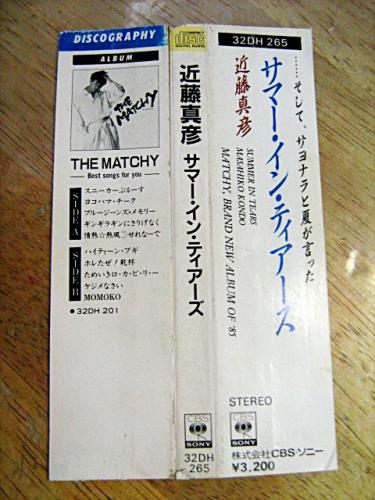 DISCOGRAPHY
ALBUM
THE MATCHY
THE MATCHY
Best songs for you
SIDE A
スニーカーぶるーす
ヨコハマ・チーク
ブルージーンズ・メモリー
ギンギラギンにさりげなく
情熱☆熱風♡せれなーで
SIDE B
ハイティーン・ブギ
ホレたぜ!乾杯
ためいきロ・カ・ビ・リー
ケジメなさい
MOMOKO
●32DH 201
COMPACT
disc
DIGITAL AUDIO
近藤真彦 サマー・イン・ティアーズ
CBS
SONY
32DH
265
32DH 265
……そして、サヨナラと夏が言った
サマー・イン・ティアーズ
近藤真彦
SUMMER IN TEARS
MASAHIKO KONDO
MATCHY: BRAND NEW ALBUM OF '85
STEREO
CBS
SONY
株式会社CBS・ソニー
¥3,200